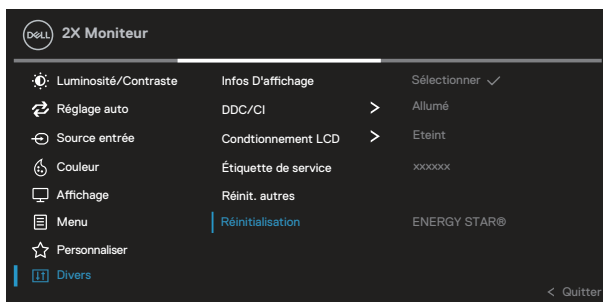 DELL 2X Moniteur
Luminosité/Contraste Infos D'affichage Sélectionner
Réglage auto DDC/CI > Allumé
Source entrée Condtionnement LCD > Eteint
Couleur Étiquette de service xxxxxx
Affichage Réinit. autres
Menu Réinitialisation ENERGY STAR®
Personnaliser
Divers
< Quitter